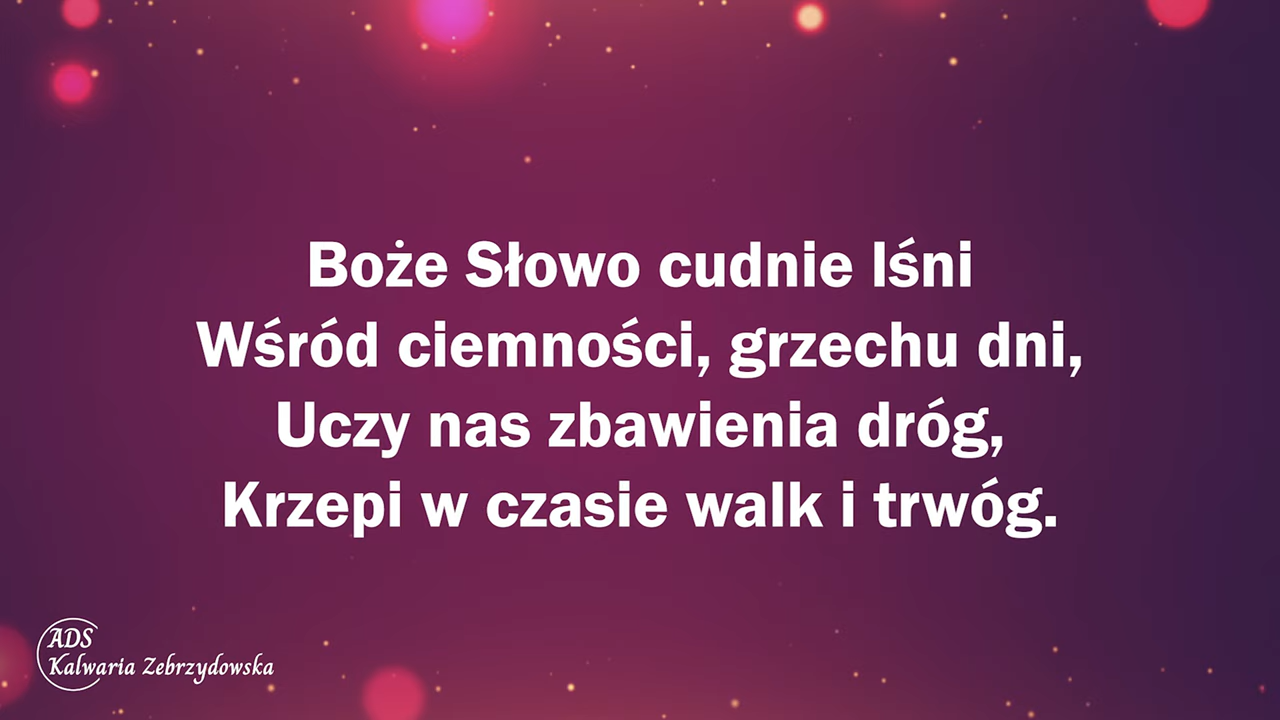 Boże Słowo cudnie lśni
Wśród ciemności, grzechu dni,
Uczy nas zbawienia dróg,
Krzepi w czasie walk i trwóg.
ADS
Kalwaria Zebrzydowska